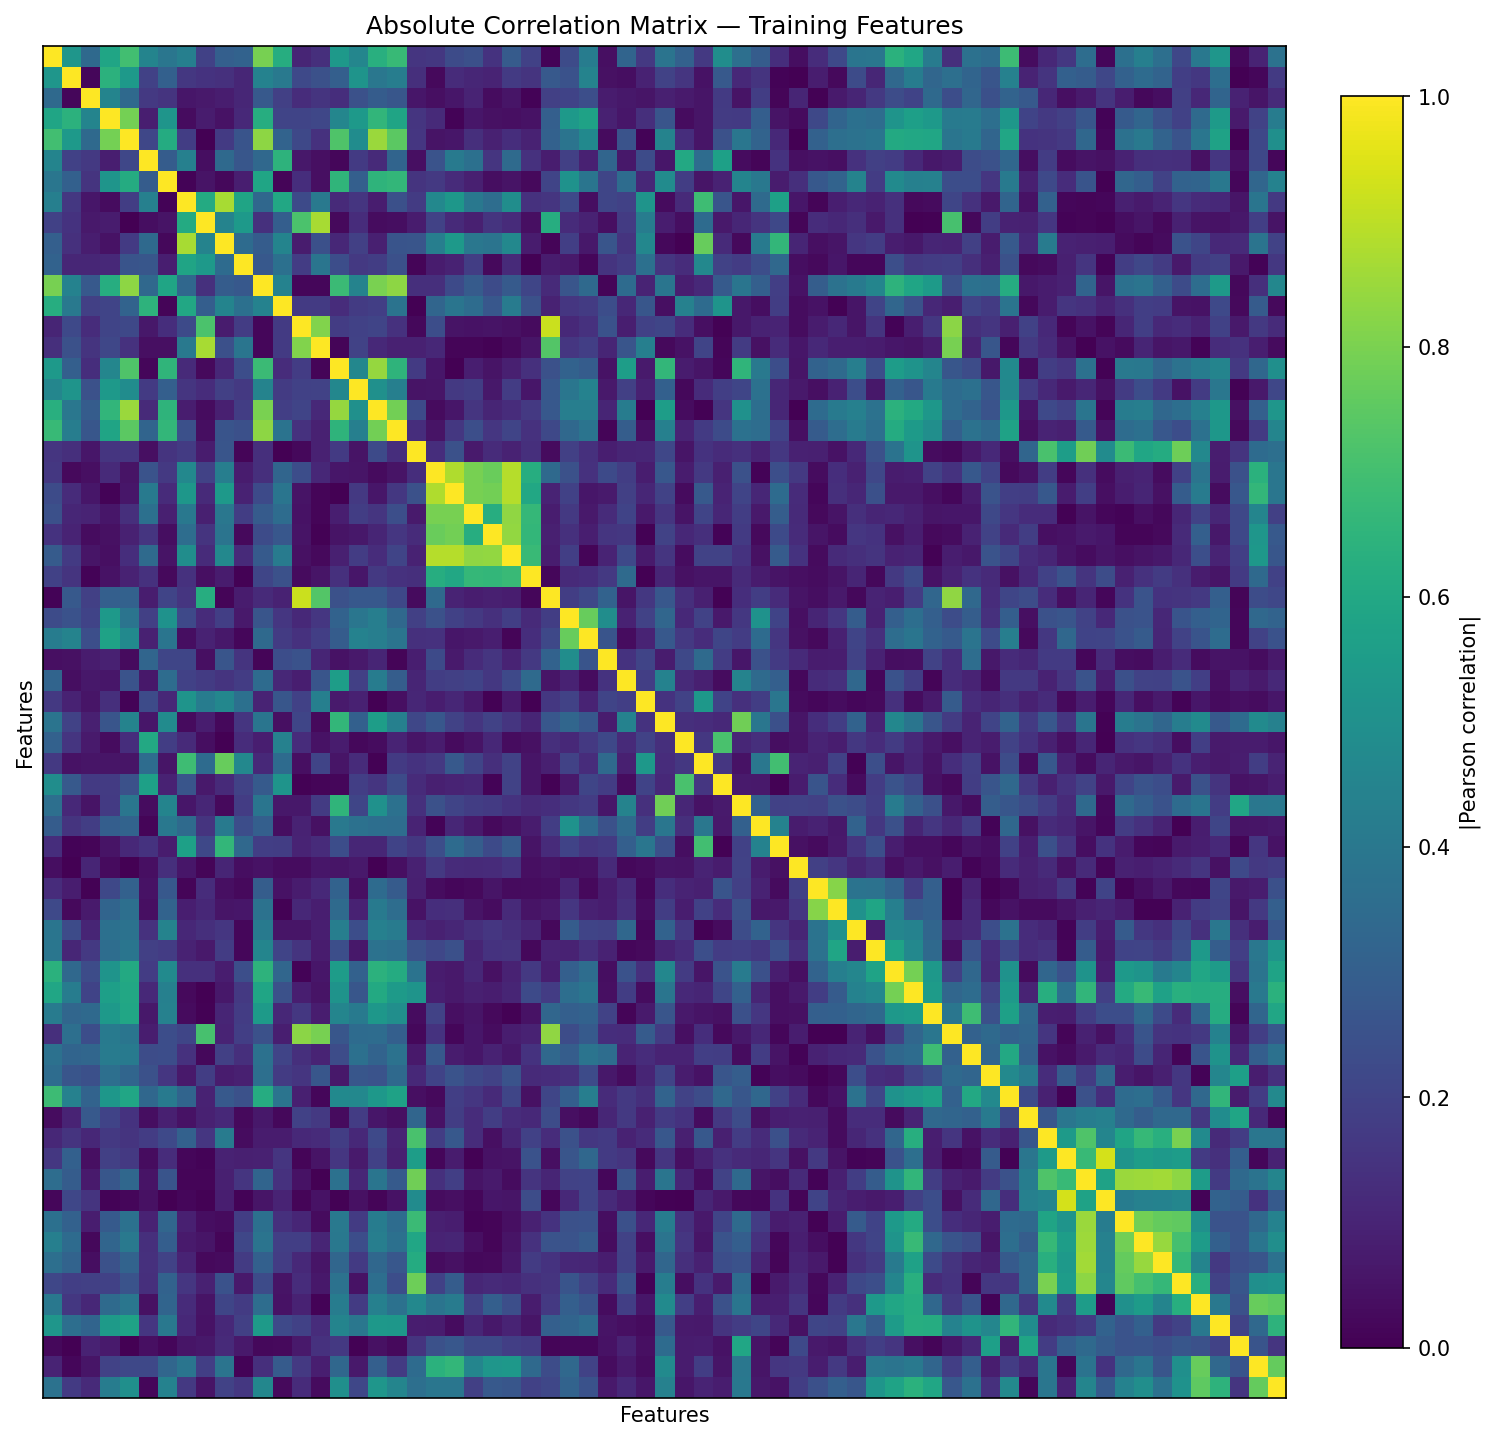 Absolute Correlation Matrix — Training Features
Features
Features
1.0
0.8
0.6
0.4
0.2
0.0
|Pearson correlation|